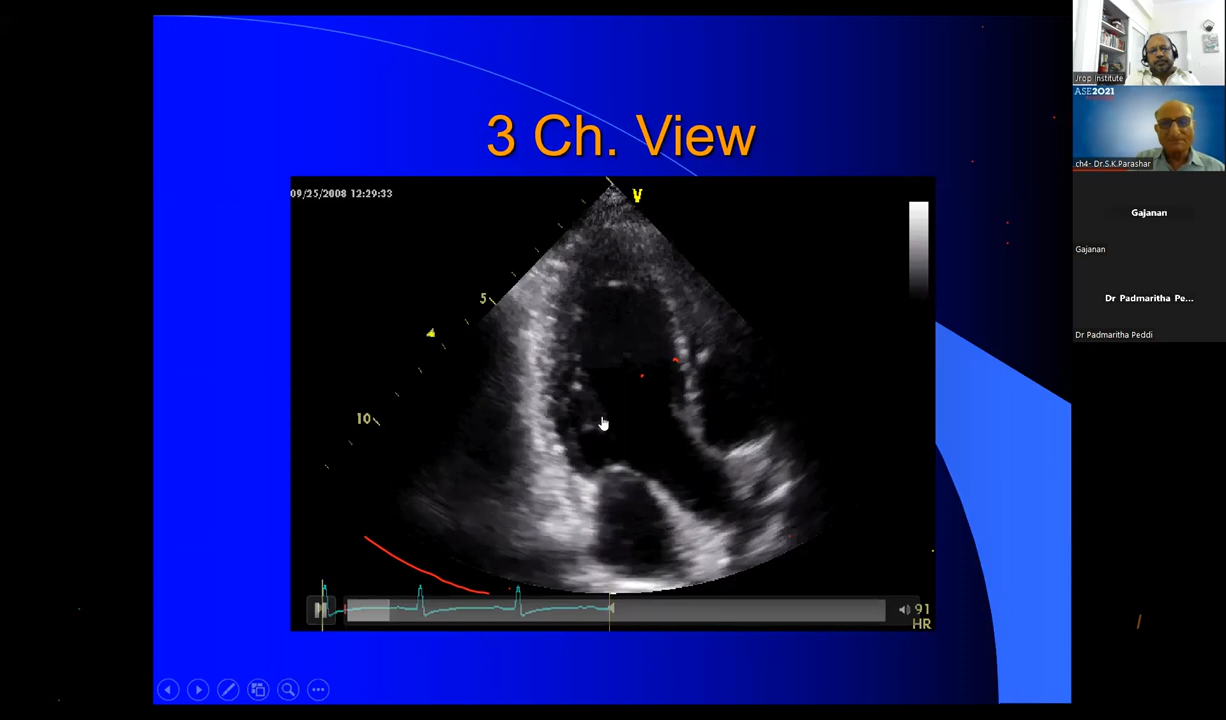 3 Ch. View
09/25/2008 12:29:33
V
5
10
91
HR
Jrop Institute
ASE2021
ch4- Dr.S.K.Parashar
Gajanan
Gajanan
Dr Padmaritha Pe...
Dr Padmaritha Peddi